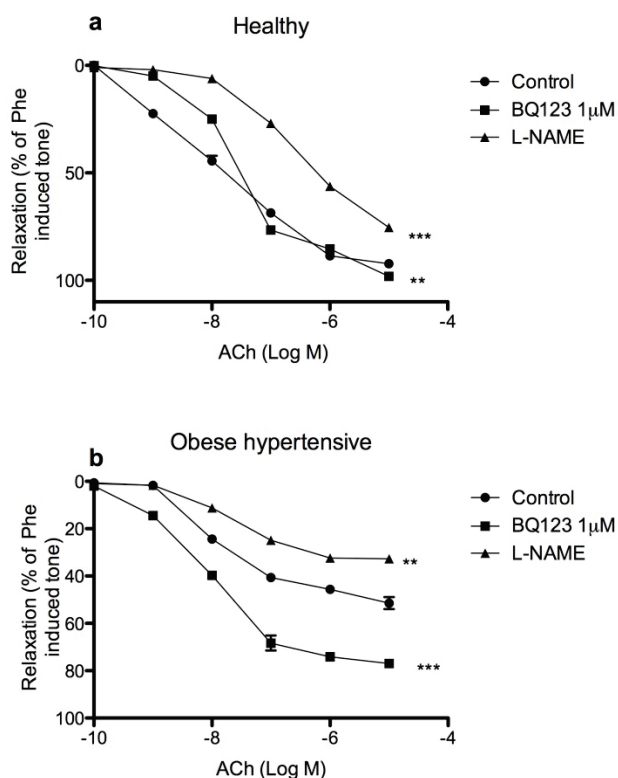 a
Healthy
Relaxation (% of Phe
induced tone)
0
50
100
-10
-8
-6
-4
ACh (Log M)
Control
BQ123 1µM
L-NAME
***
**
b
Obese hypertensive
Relaxation (% of Phe
induced tone)
0
20
40
60
80
100
-10
-8
-6
-4
ACh (Log M)
Control
BQ123 1µM
L-NAME
**
***